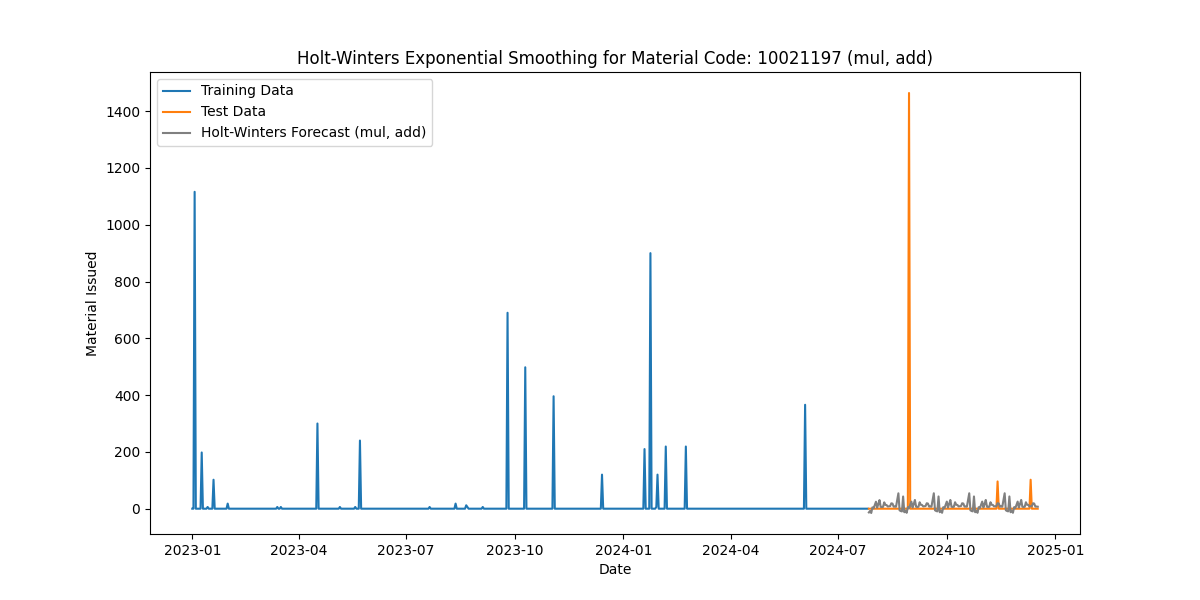 Holt-Winters Exponential Smoothing for Material Code: 10021197 (mul, add)
Training Data
Test Data
Holt-Winters Forecast (mul, add)
Material Issued
1400
1200
1000
800
600
400
200
0
2023-01 2023-04 2023-07 2023-10 2024-01 2024-04 2024-07 2024-10 2025-01
Date